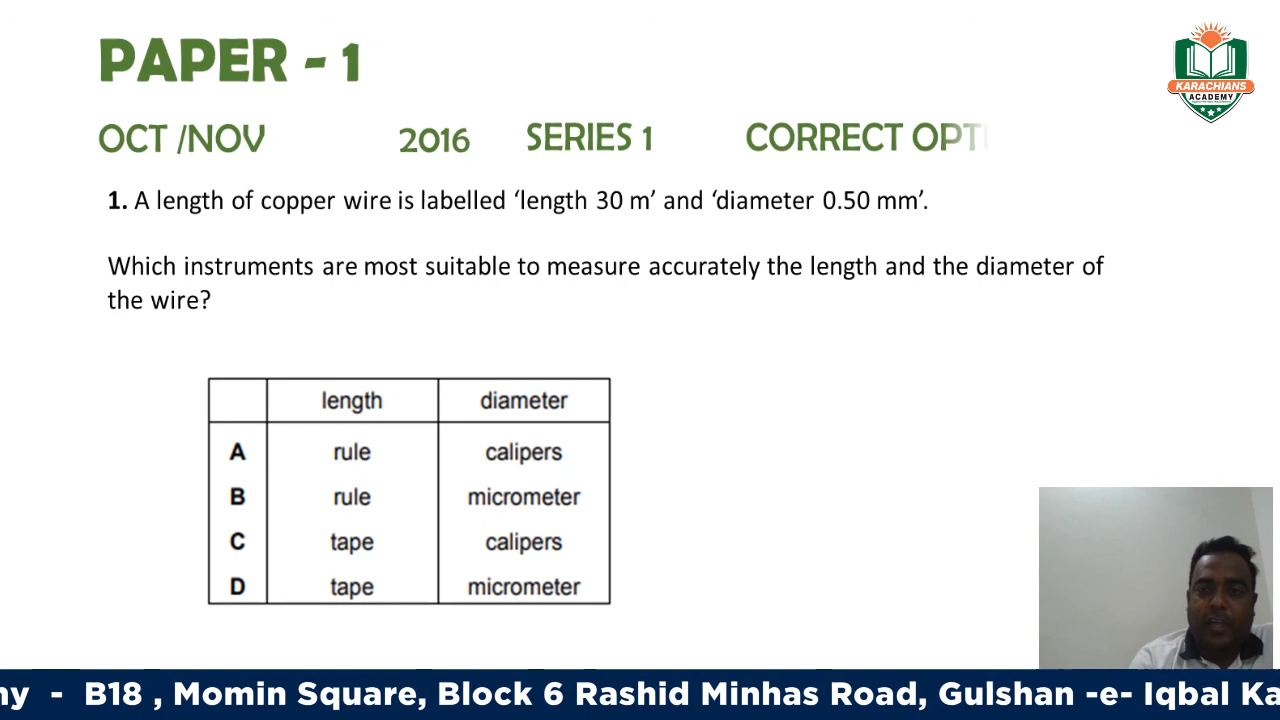 PAPER - 1
KARACHIANS
ACADEMY
OCT /NOV 2016 SERIES 1 CORRECT OPT
1. A length of copper wire is labelled ‘length 30 m’ and ‘diameter 0.50 mm’.
Which instruments are most suitable to measure accurately the length and the diameter of
the wire?
length diameter
A rule calipers
B rule micrometer
C tape calipers
D tape micrometer
- B18 , Momin Square, Block 6 Rashid Minhas Road, Gulshan -e- Iqbal